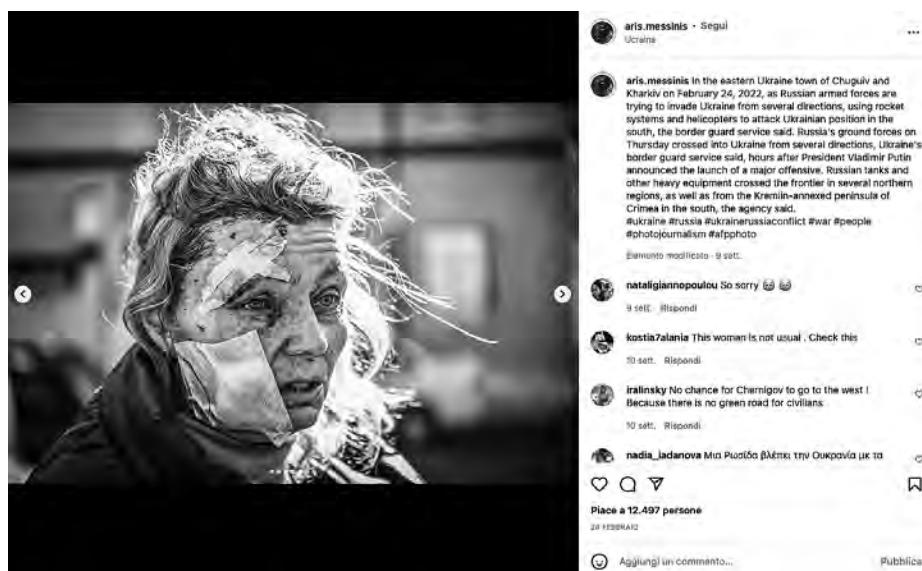 aris.messinis • Segui
Ucraina
aris.messinis In the eastern Ukraine town of Chuguiv and
Kharkiv on February 24, 2022, as Russian armed forces are
trying to invade Ukraine from several directions, using rocket
systems and helicopters to attack Ukrainian position in the
south, the border guard service said. Russia's ground forces on
Thursday crossed into Ukraine from several directions, Ukraine's
border guard service said, hours after President Vladimir Putin
announced the launch of a major offensive. Russian tanks and
other heavy equipment crossed the frontier in several northern
regions, as well as from the Kremlin-annexed peninsula of
Crimea in the south, the agency said.
#ukraine #russia #ukrainerussiaconflict #war #people
#photojournalism #afpphoto
Elemento modificato · 9 sett.
nataligiannopoulou So sorry
9 sett. Rispondi
kostia7alania This woman is not usual . Check this
10 sett. Rispondi
iralinsky No chance for Chernigov to go to the west !
Because there is no green road for civilians
10 sett. Rispondi
nadia_iadanova Μια Ρωσίδα βλέπει την Ουκρανία με τα
Piace a 12.497 persone
24 FEBBRAIO
Aggiungi un commento...
Pubblica